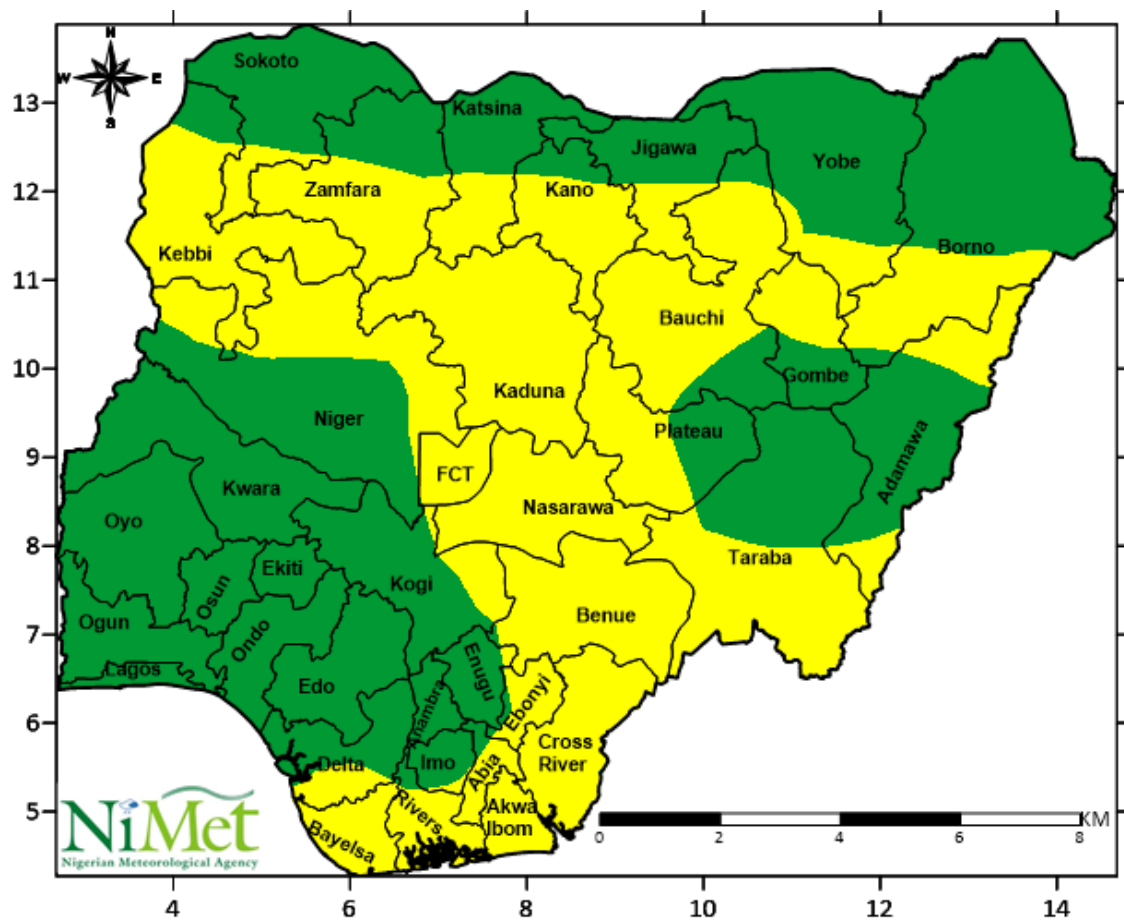 N
W E
S
Sokoto
Katsina
Jigawa
Yobe
Zamfara
Kano
Kebbi
Borno
Bauchi
Gombe
Kaduna
Niger
Plateau
Adamawa
FCT
Kwara
Nasarawa
Oyo
Taraba
Ekiti
Osun
Kogi
Benue
Ogun
Ondo
Lagos
Edo
Enugu
Anambra
Ebonyi
Cross
River
Delta
Imo
Abia
Rivers
Akwa
Ibom
Bayelsa
13
12
11
10
9
8
7
6
5
NiMet
Nigerian Meteorological Agency
KM
0 2 4 6 8
4 6 8 10 12 14